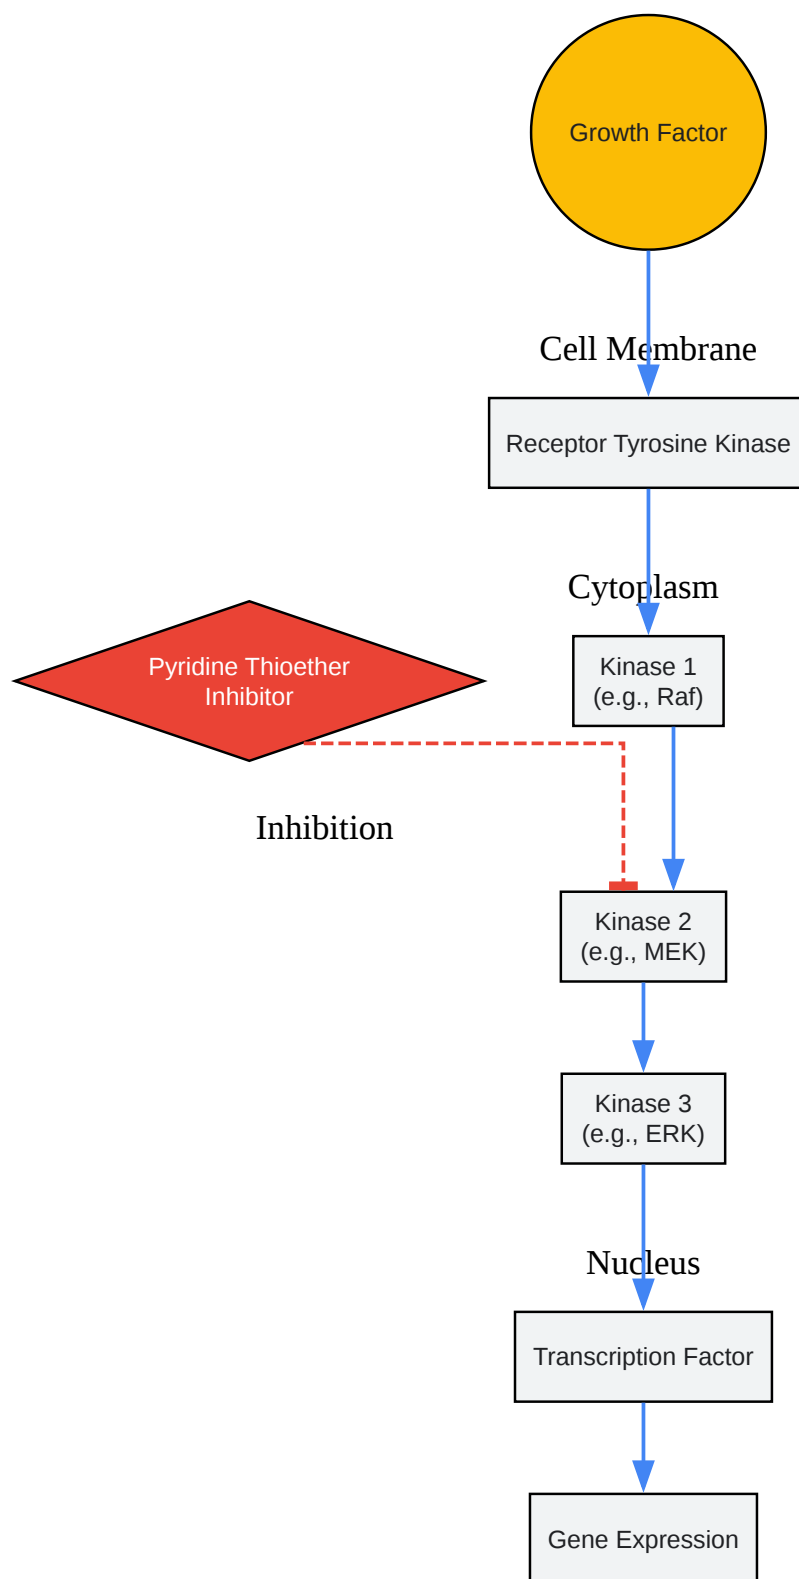 Growth Factor
Cell Membrane
Receptor Tyrosine Kinase
Cytoplasm
Pyridine Thioether
Inhibitor
Kinase 1
(e.g., Raf)
Inhibition
Kinase 2
(e.g., MEK)
Kinase 3
(e.g., ERK)
Nucleus
Transcription Factor
Gene Expression